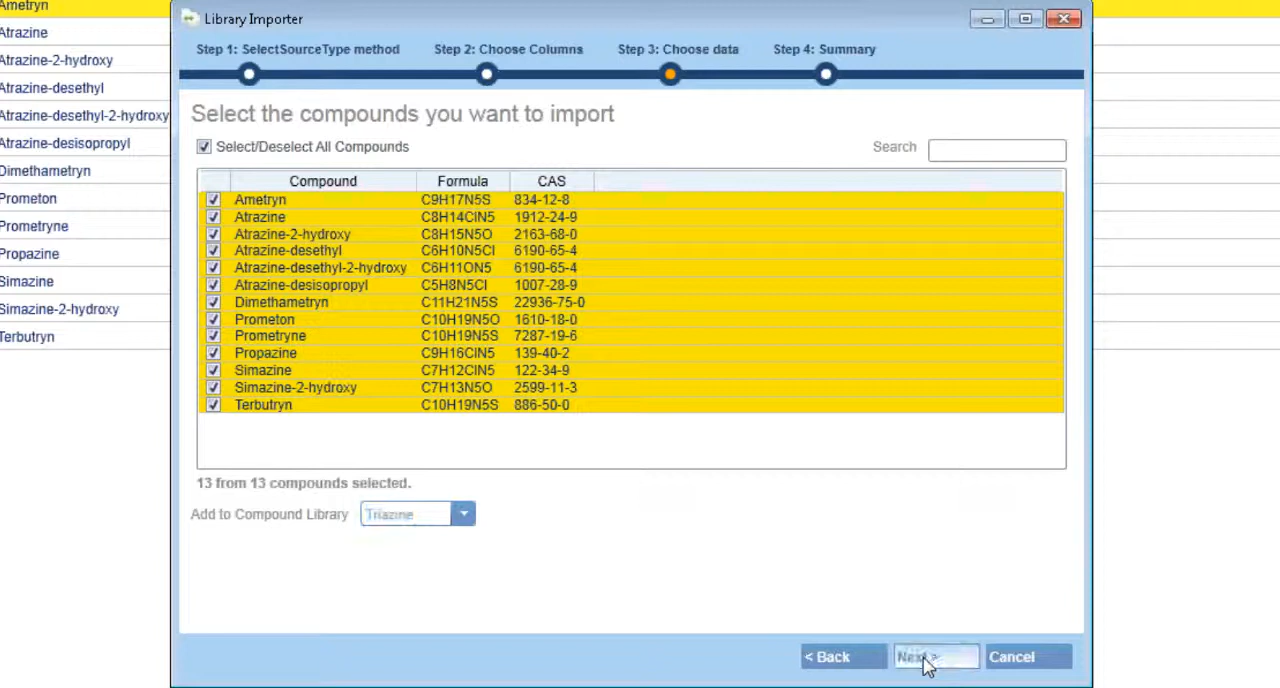 Ametryn
Atrazine
Atrazine-2-hydroxy
Atrazine-desethyl
Atrazine-desethyl-2-hydroxy
Atrazine-desisopropyl
Dimethametryn
Prometon
Prometryne
Propazine
Simazine
Simazine-2-hydroxy
Terbutryn
Library Importer
Step 1: SelectSourceType method Step 2: Choose Columns Step 3: Choose data Step 4: Summary
Select the compounds you want to import
Select/Deselect All Compounds Search
Compound Formula CAS
Ametryn C9H17N5S 834-12-8
Atrazine C8H14ClN5 1912-24-9
Atrazine-2-hydroxy C8H15N5O 2163-68-0
Atrazine-desethyl C6H10N5Cl 6190-65-4
Atrazine-desethyl-2-hydroxy C6H11ON5 6190-65-4
Atrazine-desisopropyl C5H8N5Cl 1007-28-9
Dimethametryn C11H21N5S 22936-75-0
Prometon C10H19N5O 1610-18-0
Prometryne C10H19N5S 7287-19-6
Propazine C9H16ClN5 139-40-2
Simazine C7H12ClN5 122-34-9
Simazine-2-hydroxy C7H13N5O 2599-11-3
Terbutryn C10H19N5S 886-50-0
13 from 13 compounds selected.
Add to Compound Library Triazine
< Back Next > Cancel